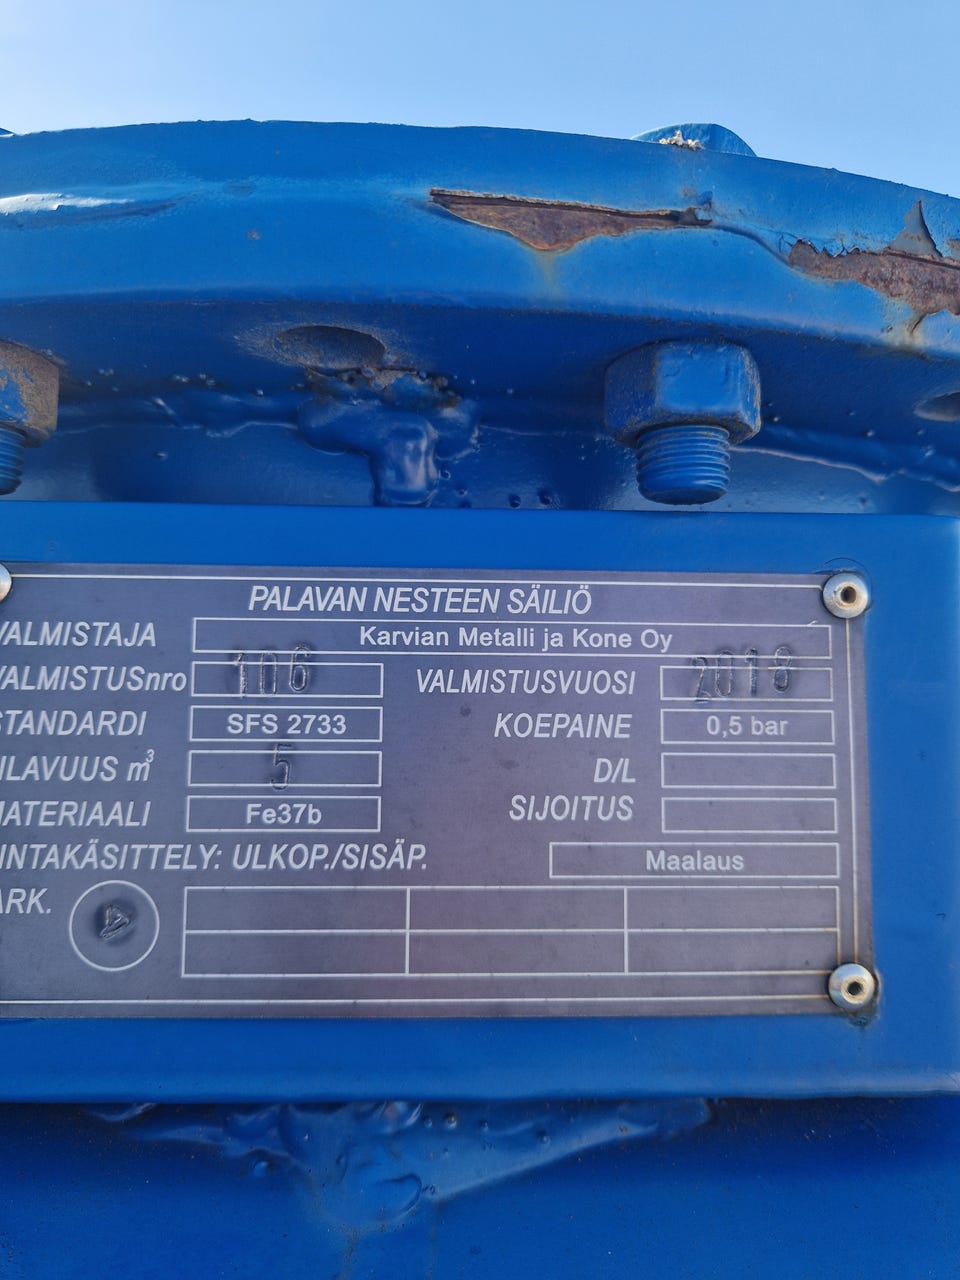 PALAVAN NESTEEN SÄILIÖ
VALMISTAJA Karvian Metalli ja Kone Oy
VALMISTUSnro 106 VALMISTUSVUOSI 2018
STANDARDI SFS 2733 KOEPAINE 0,5 bar
ILAVUUS m³ 5 D/L
MATERIAALI Fe37b SIJOITUS
INTAKÄSITTELY: ULKOP./SISÄP. Maalaus
ARK.